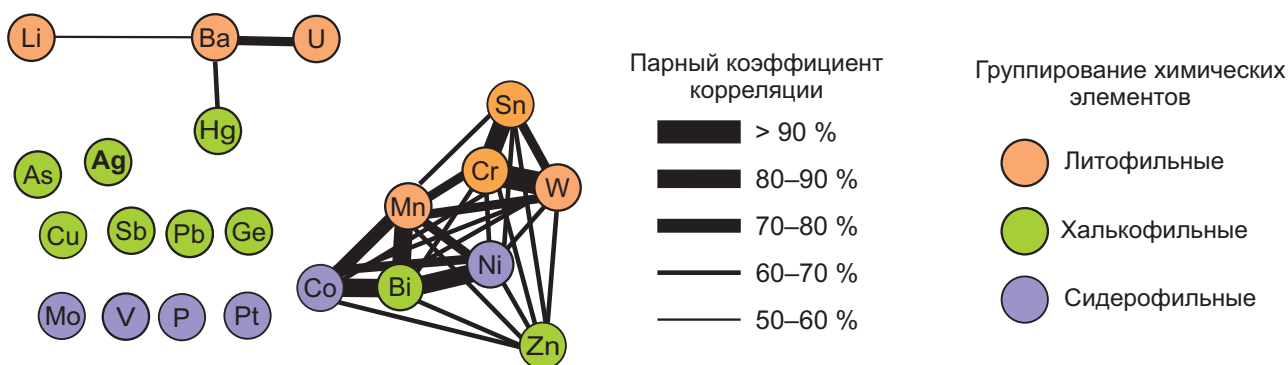 Li
Ba
U
Hg
As
Ag
Cu
Sb
Pb
Ge
Mo
V
P
Pt
Sn
Cr
W
Mn
Ni
Co
Bi
Zn
Парный коэффициент
корреляции
> 90 %
80–90 %
70–80 %
60–70 %
50–60 %
Группирование химических
элементов
Литофильные
Халькофильные
Сидерофильные